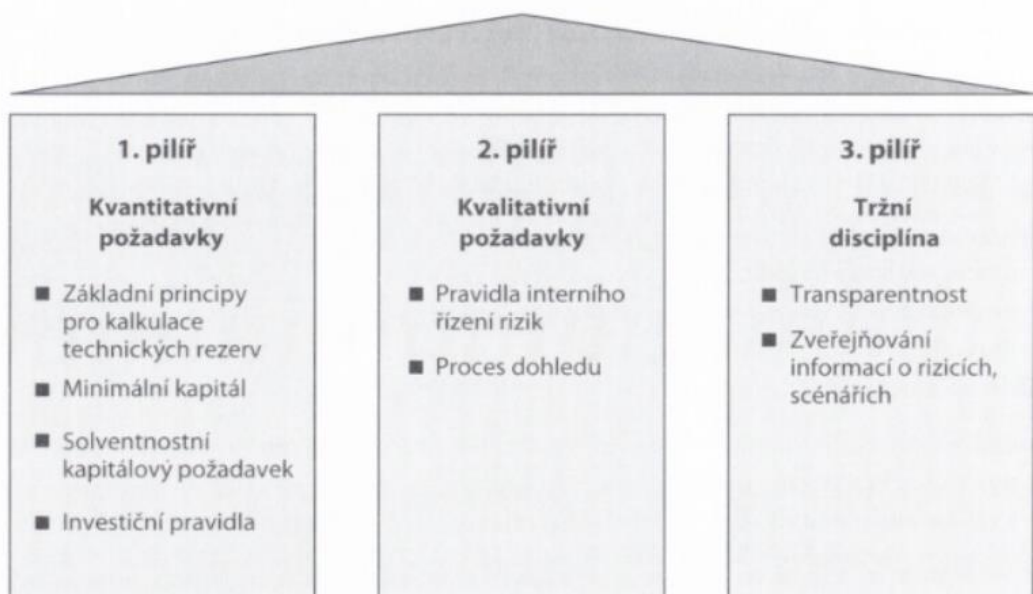 1. pilíř
Kvantitativní
požadavky
■ Základní principy
pro kalkulace
technických rezerv
■ Minimální kapitál
■ Solventnostní
kapitálový požadavek
■ Investiční pravidla
2. pilíř
Kvalitativní
požadavky
■ Pravidla interního
řízení rizik
■ Proces dohledu
3. pilíř
Tržní
disciplína
■ Transparentnost
■ Zveřejňování
informací o rizicích,
scénářích